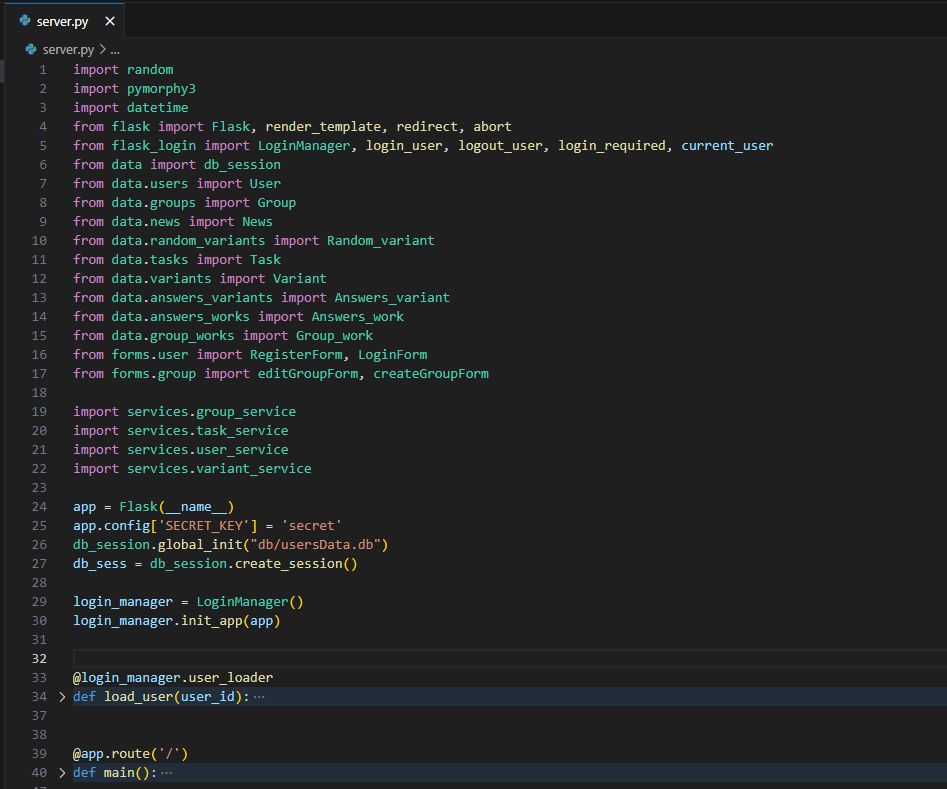 server.py
server.py > ...
1 import random
2 import pymorphy3
3 import datetime
4 from flask import Flask, render_template, redirect, abort
5 from flask_login import LoginManager, login_user, logout_user, login_required, current_user
6 from data import db_session
7 from data.users import User
8 from data.groups import Group
9 from data.news import News
10 from data.random_variants import Random_variant
11 from data.tasks import Task
12 from data.variants import Variant
13 from data.answers_variants import Answers_variant
14 from data.answers_works import Answers_work
15 from data.group_works import Group_work
16 from forms.user import RegisterForm, LoginForm
17 from forms.group import editGroupForm, createGroupForm
18
19 import services.group_service
20 import services.task_service
21 import services.user_service
22 import services.variant_service
23
24 app = Flask(__name__)
25 app.config['SECRET_KEY'] = 'secret'
26 db_session.global_init("db/usersData.db")
27 db_sess = db_session.create_session()
28
29 login_manager = LoginManager()
30 login_manager.init_app(app)
31
32
33 @login_manager.user_loader
34 > def load_user(user_id): ...
37
38
39 @app.route('/')
40 > def main(): ...